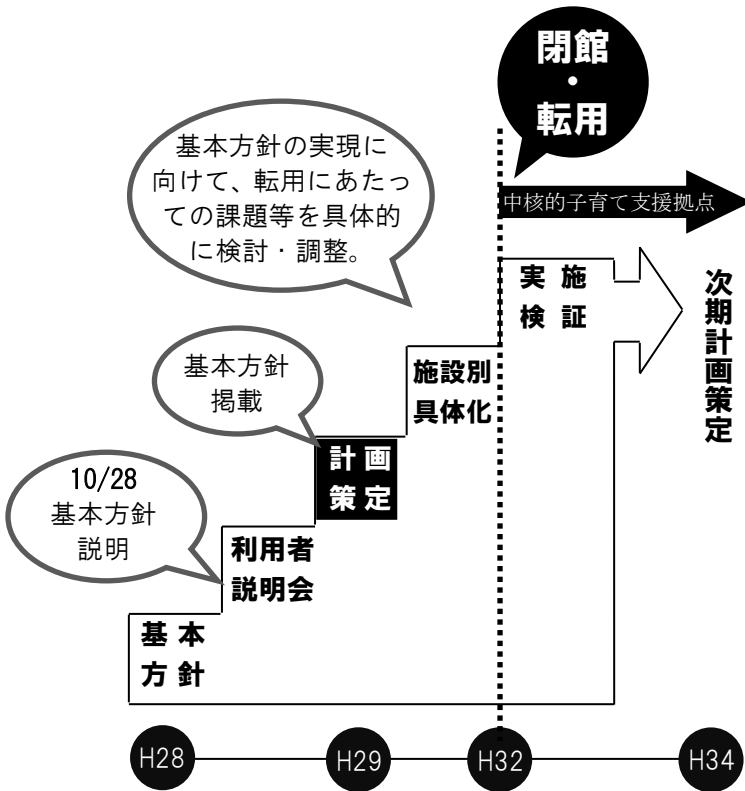 閉館
・
転用
基本方針の実現に
向けて、転用にあたっ
ての課題等を具体的
に検討・調整。
中核的子育て支援拠点
実 施
検 証
次期計画策定
基本方針
掲載
施設別
具体化
計 画
策 定
10/28
基本方針
説明
利用者
説明会
基 本
方 針
H28
H29
H32
H34